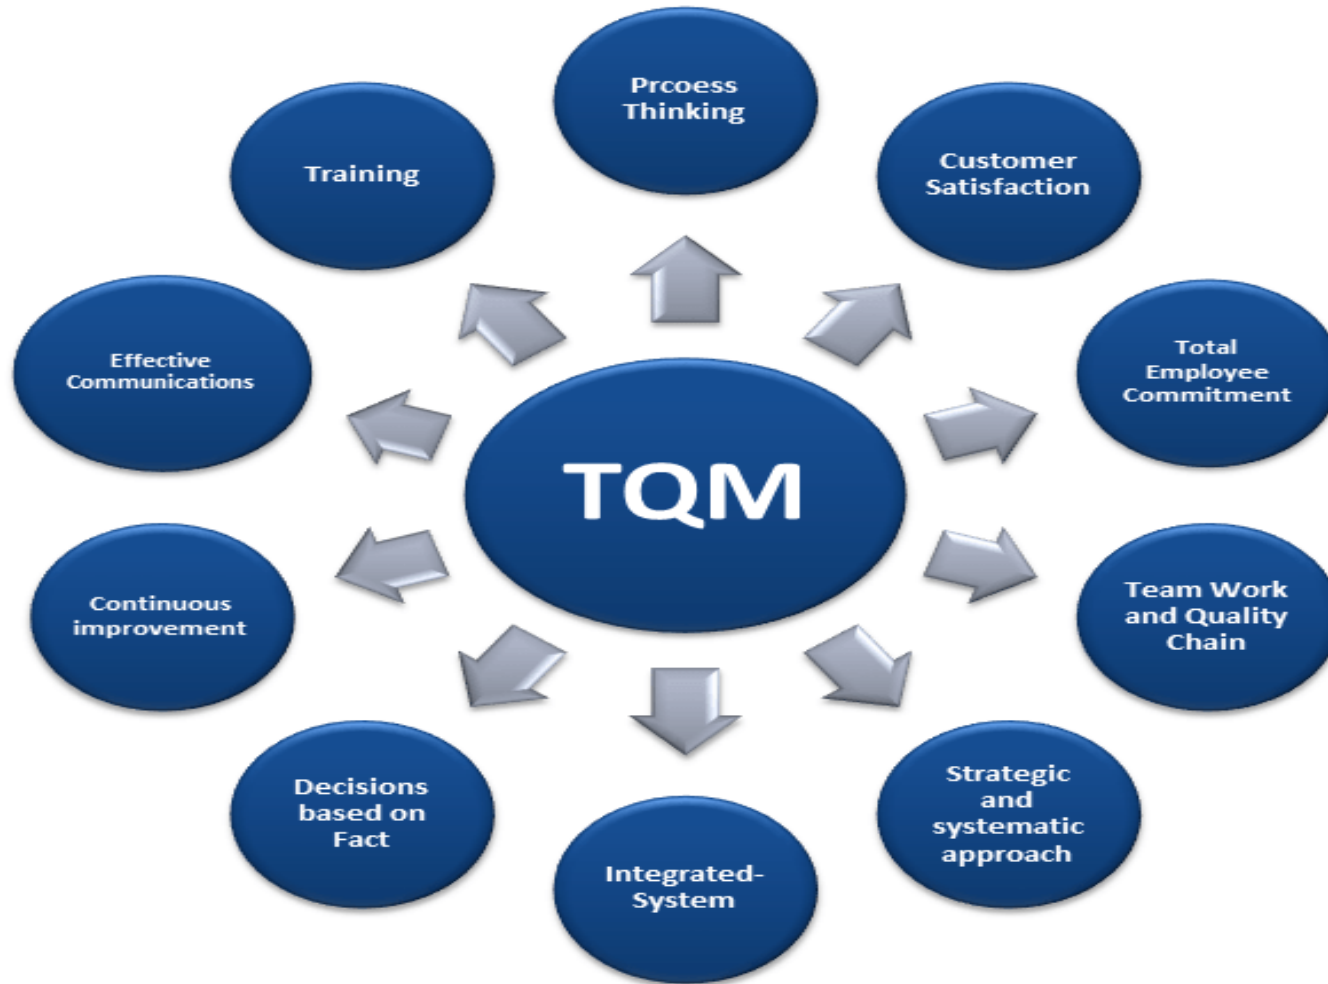 Prcoess
Thinking
Customer
Satisfaction
Total
Employee
Commitment
Team Work
and Quality
Chain
Strategic
and
systematic
approach
Integrated-
System
Decisions
based on
Fact
Continuous
improvement
Effective
Communications
Training
TQM